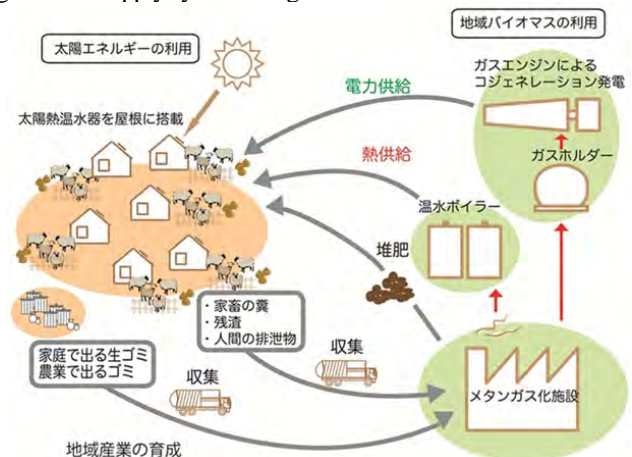 地域バイオマスの利用
太陽エネルギーの利用
ガスエンジンによる
コジェネレーション発電
電力供給
太陽熱温水器を屋根に搭載
熱供給
ガスホルダー
温水ボイラー
堆肥
・家畜の糞
・残渣
・人間の排泄物
家庭で出る生ゴミ
農業で出るゴミ
収集
収集
メタンガス化施設
地域産業の育成